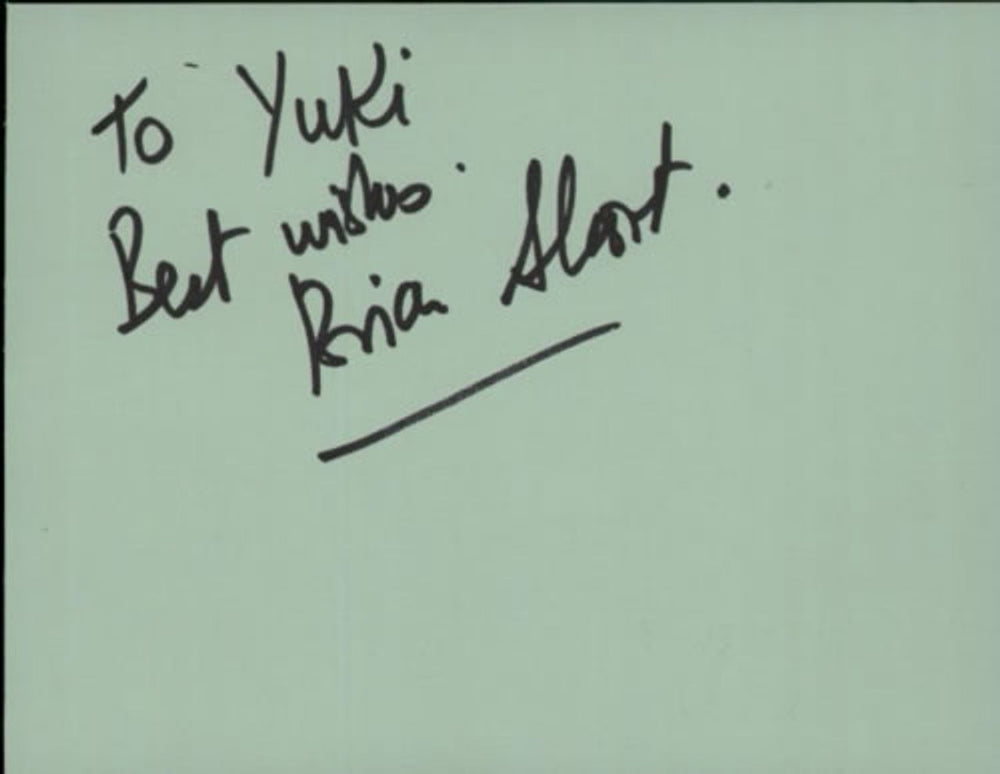 To Yuki
Best wishes
Brian